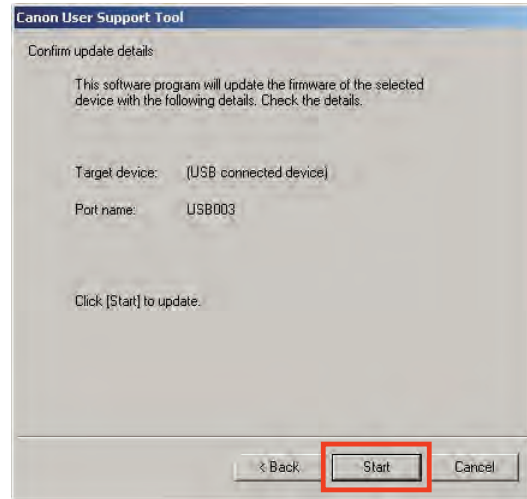 Canon User Support Tool
Confirm update details
This software program will update the firmware of the selected
device with the following details. Check the details.
Target device: (USB connected device)
Port name: USB003
Click [Start] to update.
< Back Start Cancel